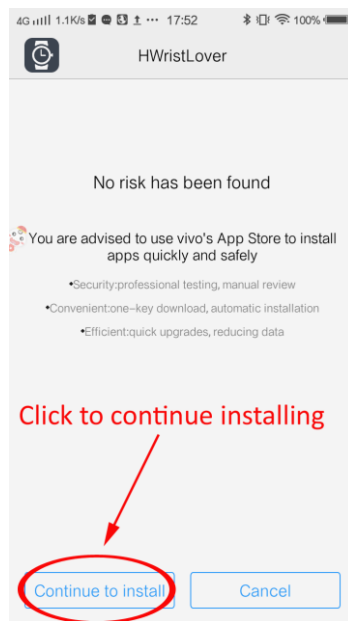 4G 1.1K/s ··· 17:52 100%
HWristLover
No risk has been found
You are advised to use vivo's App Store to install
apps quickly and safely
•Security:professional testing, manual review
•Convenient:one-key download, automatic installation
•Efficient:quick upgrades, reducing data
Click to continue installing
Continue to install
Cancel